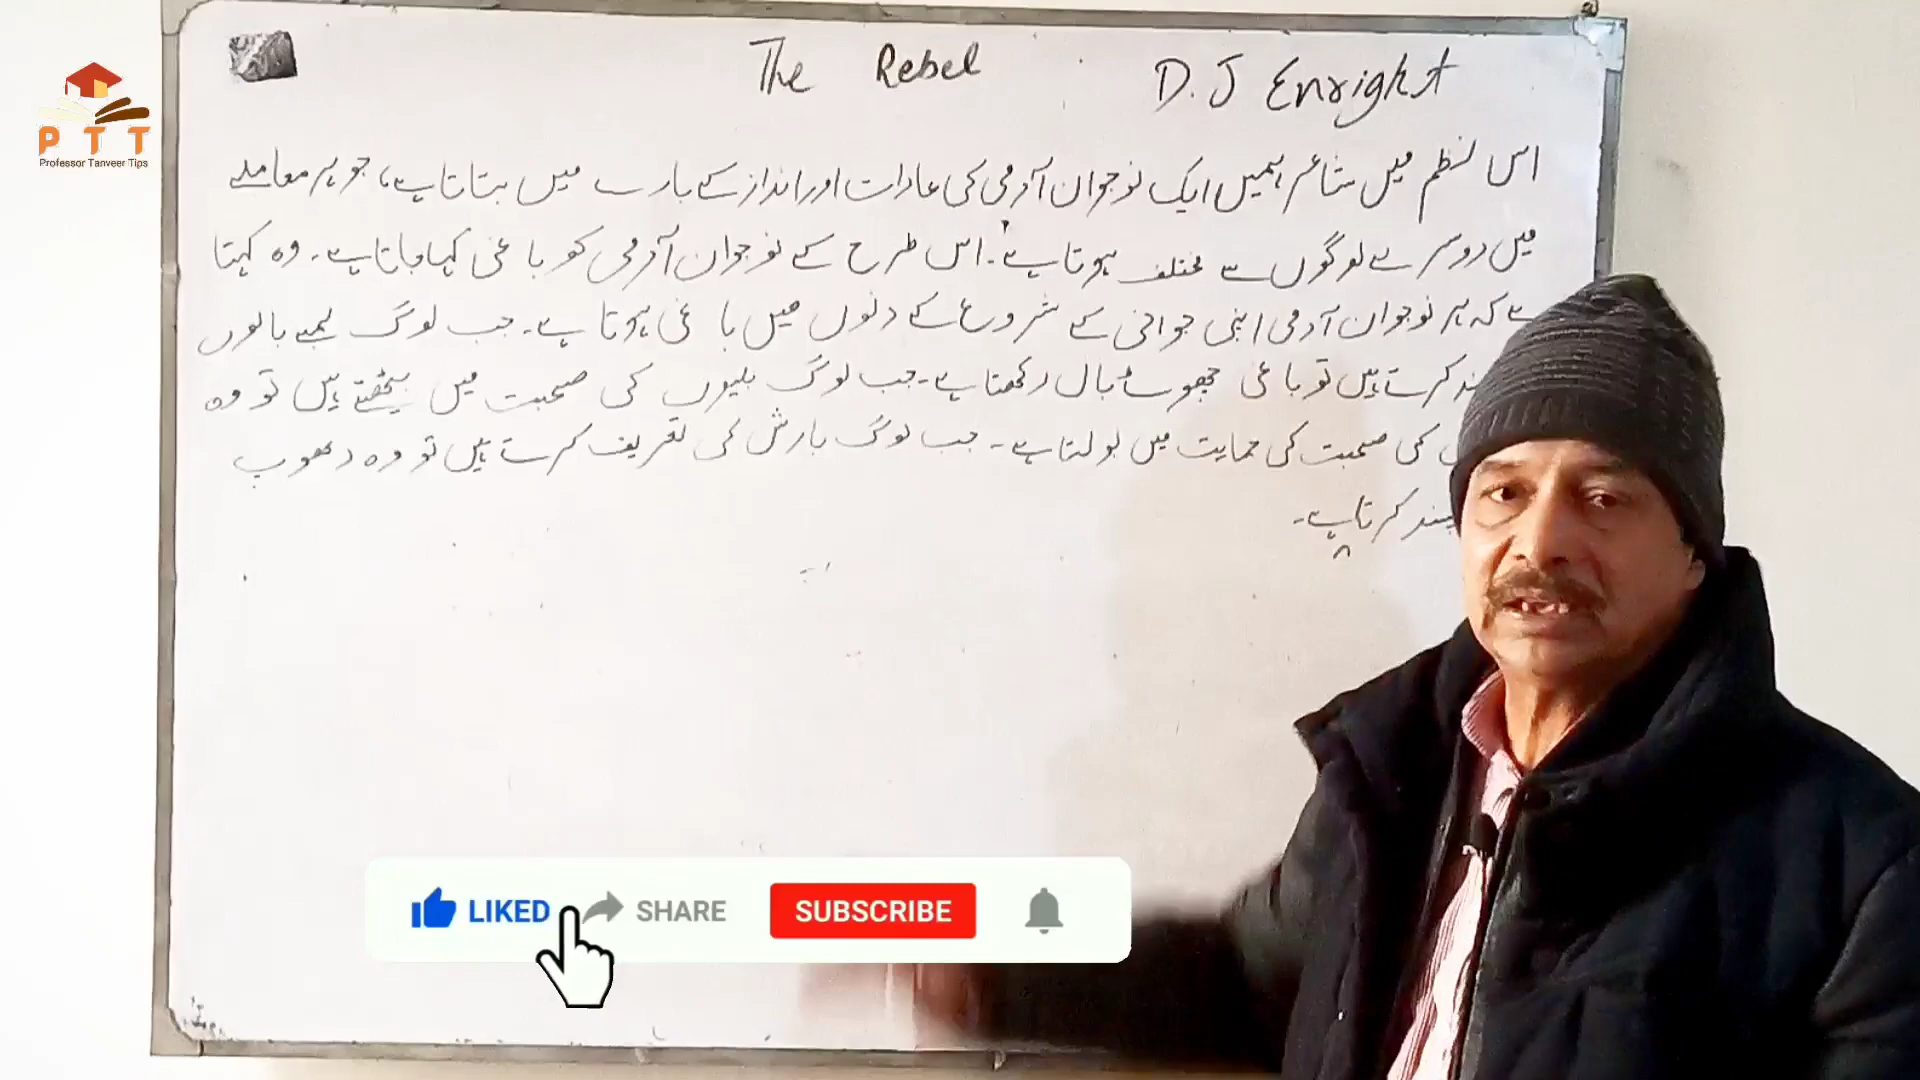 The Rebel D.J Enright
PTT
Professor Tanveer Tips
اس نظم میں شاعر ہمیں ایک نوجوان آدمی کی عادات اور انداز کے بارے میں بتاتا ہے، جو ہر معاملے
میں دوسرے لوگوں سے مختلف ہوتا ہے۔ اس طرح کے نوجوان آدمی کو باغی کہا جاتا ہے۔ وہ کہتا
ہے کہ ہر نوجوان آدمی اپنی جوانی کے شروع کے دنوں میں باغی ہوتا ہے۔ جب لوگ لمبے بالوں
کرتے ہیں تو باغی چھوٹے بال رکھتا ہے۔ جب لوگ بلیوں کی صحبت میں بیٹھتے ہیں تو وہ
کی صحبت کی حمایت میں بولتا ہے۔ جب لوگ بارش کی تعریف کرتے ہیں تو وہ دھوپ
کرتا ہے۔
LIKED SHARE SUBSCRIBE